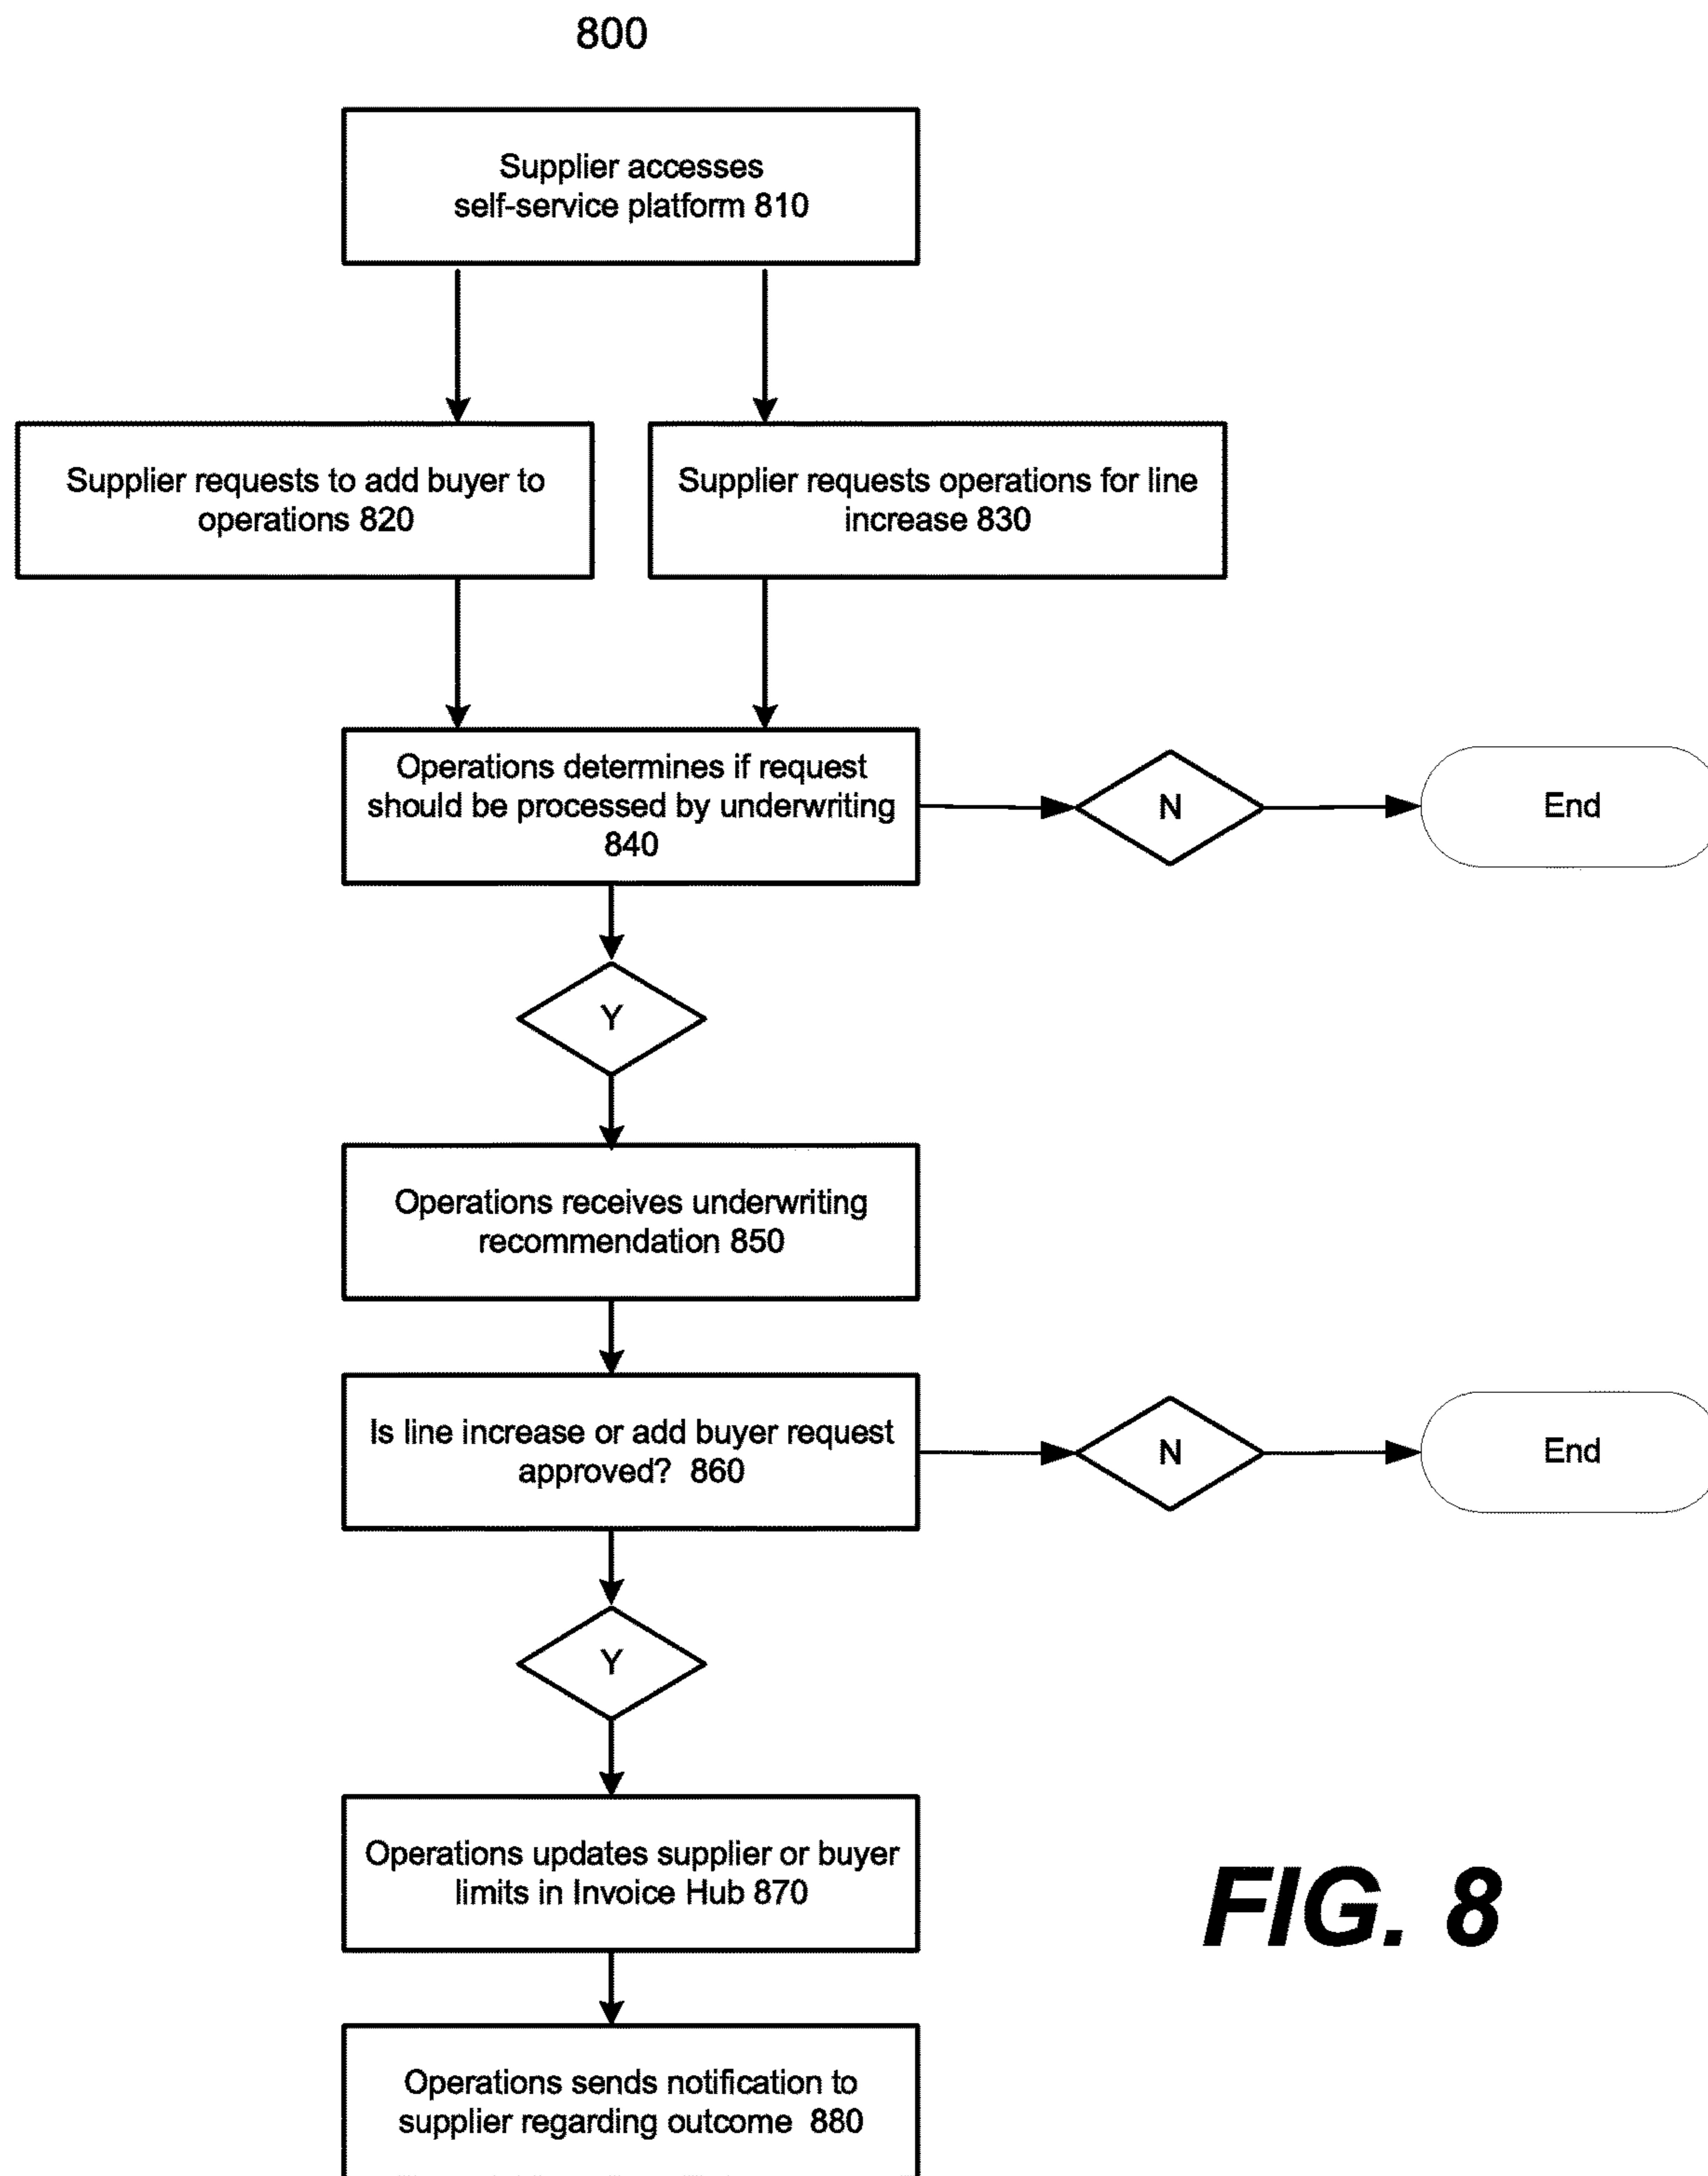 800
Supplier accesses
self-service platform 810
Supplier requests to add buyer to
operations 820
Supplier requests operations for line
increase 830
Operations determines if request
should be processed by underwriting
840
N
End
Y
Operations receives underwriting
recommendation 850
Is line increase or add buyer request
approved? 860
N
End
Y
Operations updates supplier or buyer
limits in Invoice Hub 870
FIG. 8
Operations sends notification to
supplier regarding outcome 880